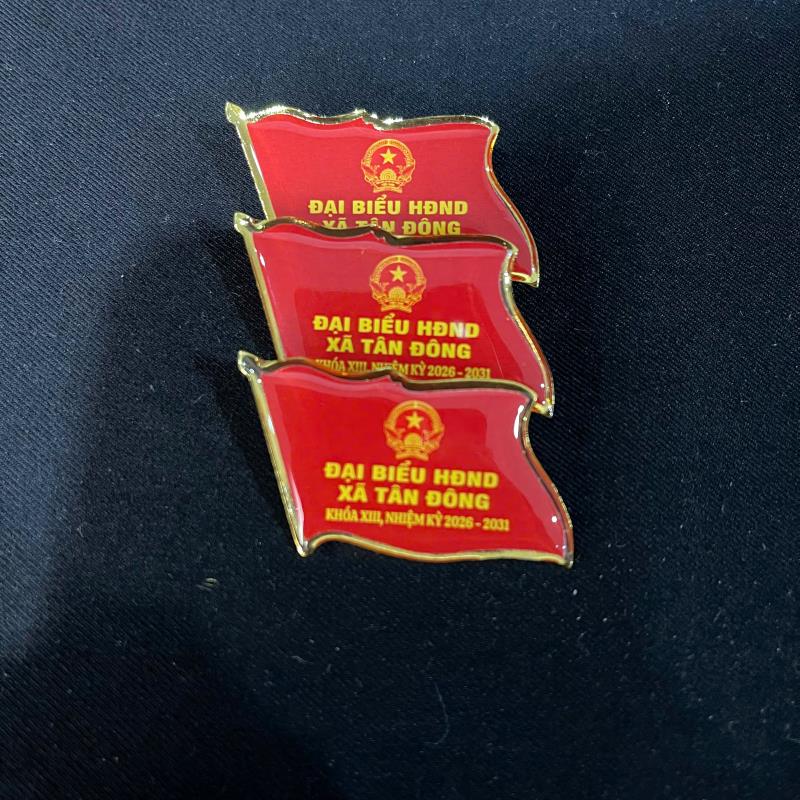 ĐẠI BIỂU HĐND
XÃ TÂN ĐÔNG
ĐẠI BIỂU HĐND
XÃ TÂN ĐÔNG
KHÓA XIII, NHIỆM KỲ 2026 - 2031
ĐẠI BIỂU HĐND
XÃ TÂN ĐÔNG
KHÓA XIII, NHIỆM KỲ 2026 - 2031